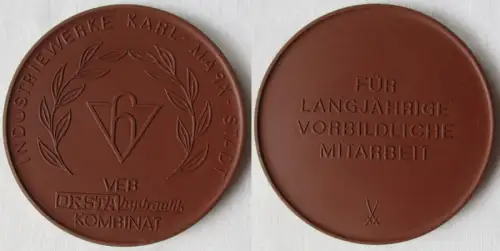 INDUSTRIEWERKE KARL-MARX-STADT
VEB
ORSTA hydraulik
KOMBINAT
FÜR
LANGJÄHRIGE
VORBILDLICHE
MITARBEIT